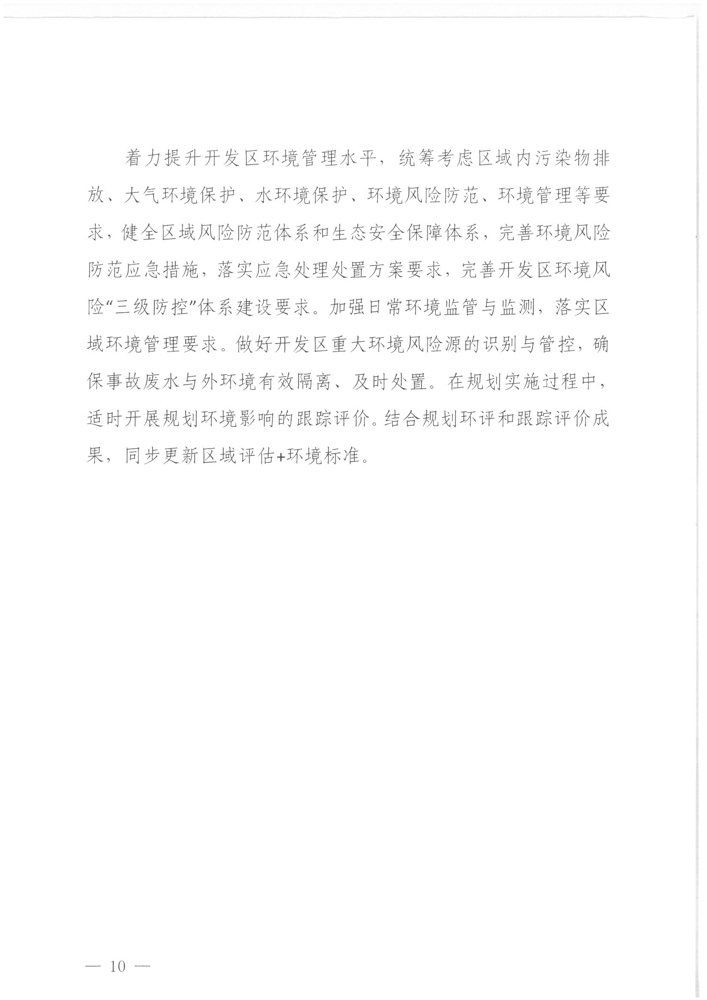 着力提升开发区环境管理水平，统筹考虑区域内污染物排
放、大气环境保护、水环境保护、环境风险防范、环境管理等要
求，健全区域风险防范体系和生态安全保障体系，完善环境风险
防范应急措施，落实应急处理处置方案要求，完善开发区环境风
险“三级防控”体系建设要求。加强日常环境监管与监测，落实区
域环境管理要求。做好开发区重大环境风险源的识别与管控，确
保事故废水与外环境有效隔离、及时处置。在规划实施过程中，
适时开展规划环境影响的跟踪评价。结合规划环评和跟踪评价成
果，同步更新区域评估+环境标准。
— 10 —